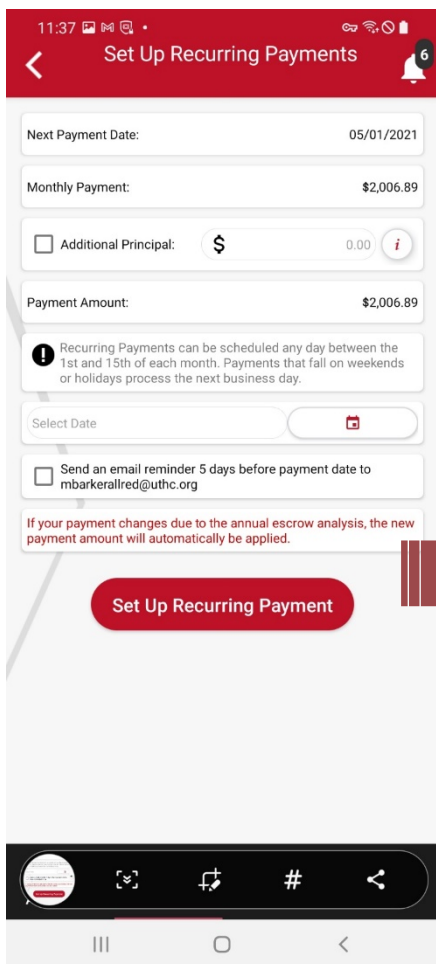 11:37
Set Up Recurring Payments
6
Next Payment Date: 05/01/2021
Monthly Payment: $2,006.89
Additional Principal: $ 0.00 i
Payment Amount: $2,006.89
Recurring Payments can be scheduled any day between the
1st and 15th of each month. Payments that fall on weekends
or holidays process the next business day.
Select Date
Send an email reminder 5 days before payment date to
mbarkerallred@uthc.org
If your payment changes due to the annual escrow analysis, the new
payment amount will automatically be applied.
Set Up Recurring Payment
#